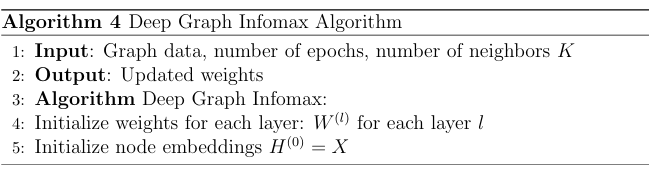 Algorithm 4 Deep Graph Infomax Algorithm
1: Input: Graph data, number of epochs, number of neighbors K
2: Output: Updated weights
3: Algorithm Deep Graph Infomax:
4: Initialize weights for each layer: W^{(l)} for each layer l
5: Initialize node embeddings H^{(0)} = X